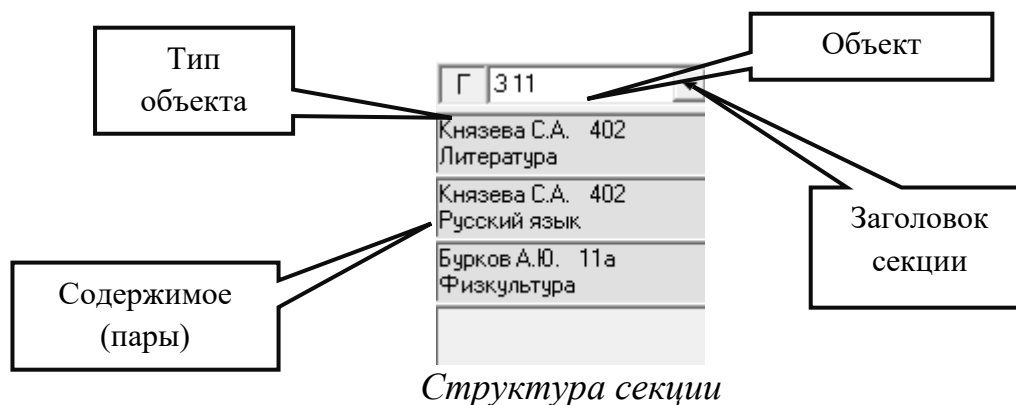 Тип
объекта
Объект
Г З 11
Князева С.А. 402
Литература
Князева С.А. 402
Русский язык
Бурков А.Ю. 11а
Физкультура
Заголовок
секции
Содержимое
(пары)
Структура секции